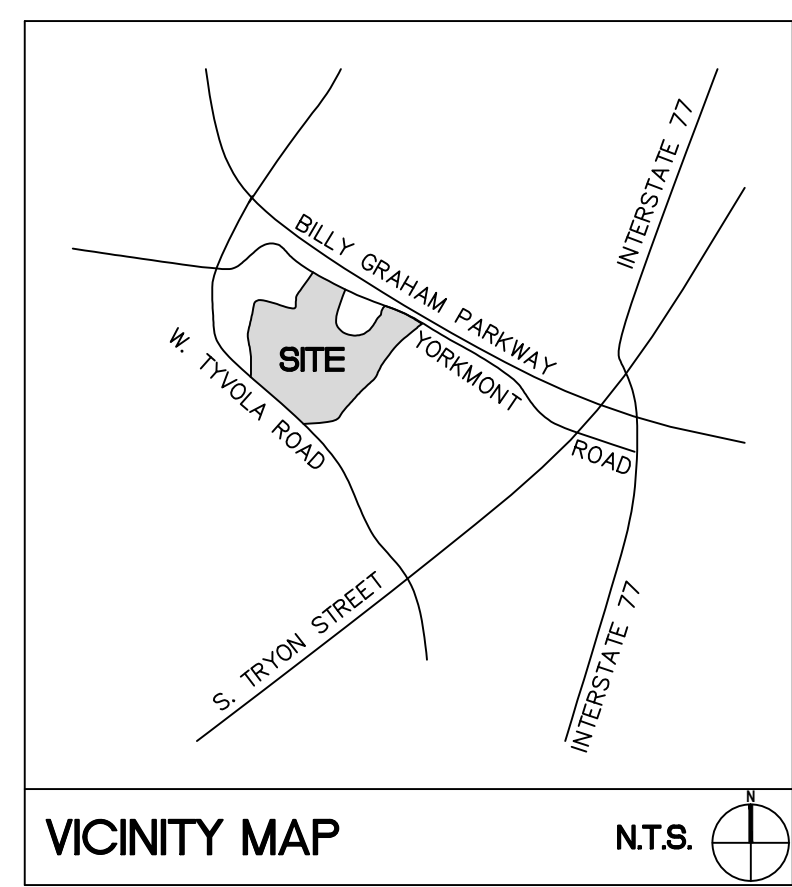 INTERSTATE 77
BILLY GRAHAM PARKWAY
SITE
YORKMONT
W. TYVOLA ROAD
ROAD
S. TRYON STREET
INTERSTATE 77
VICINITY MAP
N.T.S.
N